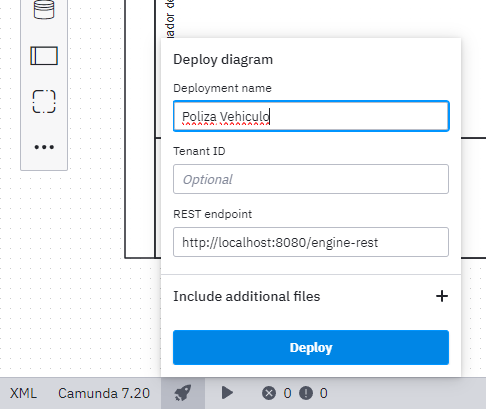 ador de
Deploy diagram
Deployment name
Poliza Vehiculo
Tenant ID
Optional
REST endpoint
http://localhost:8080/engine-rest
Include additional files
Deploy
XML Camunda 7.20 0 0